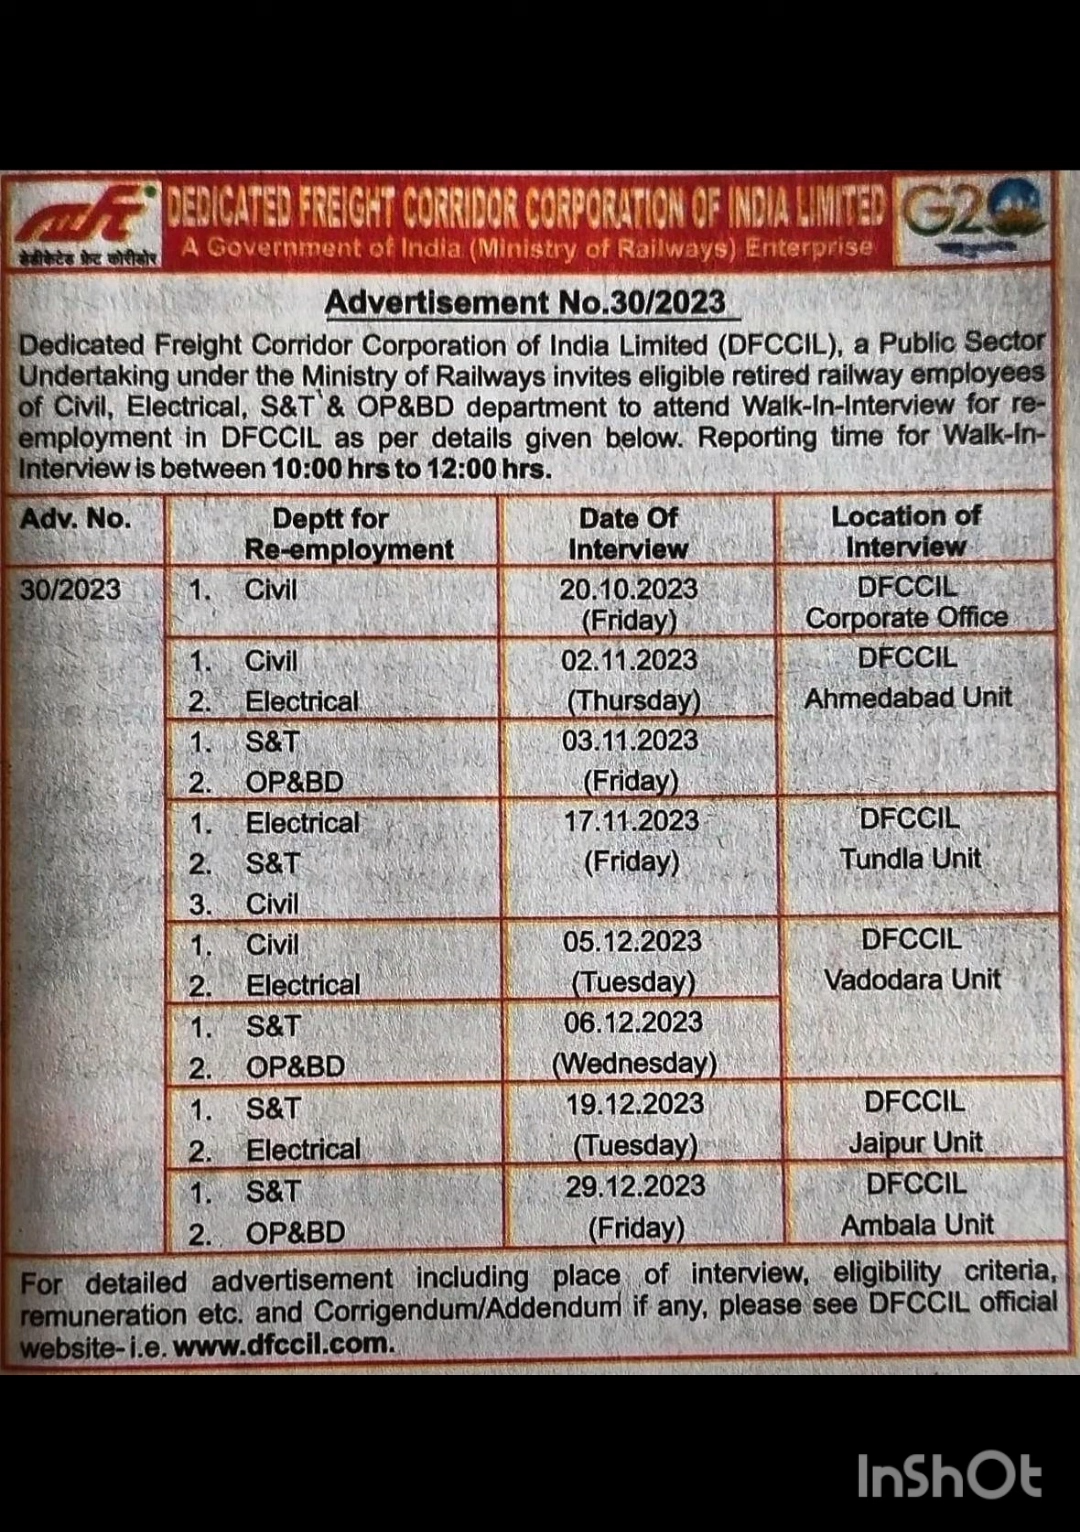 डेडीकेटेड फ्रेट कोरीडोर
DEDICATED FREIGHT CORRIDOR CORPORATION OF INDIA LIMITED
A Government of India (Ministry of Railways) Enterprise
G20
Advertisement No.30/2023
Dedicated Freight Corridor Corporation of India Limited (DFCCIL), a Public Sector
Undertaking under the Ministry of Railways invites eligible retired railway employees
of Civil, Electrical, S&T & OP&BD department to attend Walk-In-Interview for re-
employment in DFCCIL as per details given below. Reporting time for Walk-In-
Interview is between 10:00 hrs to 12:00 hrs.
Adv. No. Deptt for Re-employment Date Of Interview Location of Interview
30/2023 1. Civil 20.10.2023 DFCCIL
(Friday) Corporate Office
1. Civil 02.11.2023 DFCCIL
2. Electrical (Thursday) Ahmedabad Unit
1. S&T 03.11.2023
2. OP&BD (Friday)
1. Electrical 17.11.2023 DFCCIL
2. S&T (Friday) Tundla Unit
3. Civil
1. Civil 05.12.2023 DFCCIL
2. Electrical (Tuesday) Vadodara Unit
1. S&T 06.12.2023
2. OP&BD (Wednesday)
1. S&T 19.12.2023 DFCCIL
2. Electrical (Tuesday) Jaipur Unit
1. S&T 29.12.2023 DFCCIL
2. OP&BD (Friday) Ambala Unit
For detailed advertisement including place of interview, eligibility criteria,
remuneration etc. and Corrigendum/Addendum if any, please see DFCCIL official
website- i.e. www.dfccil.com.
InShOt